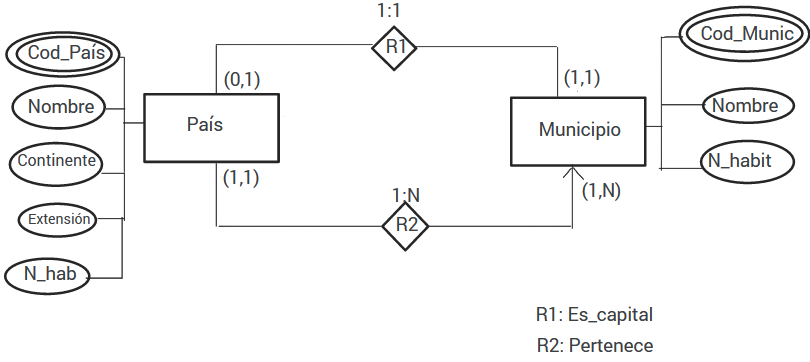 1:1
Cod_País
R1
Cod_Munic
(0,1)
(1,1)
Nombre
País
Municipio
Nombre
Continente
N_habit
(1,1)
(1,N)
1:N
Extensión
R2
N_hab
R1: Es_capital
R2: Pertenece